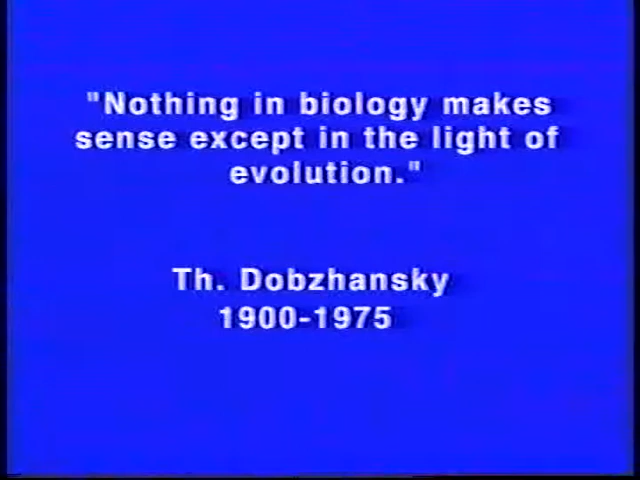 "Nothing in biology makes
sense except in the light of
evolution."
Th. Dobzhansky
1900-1975